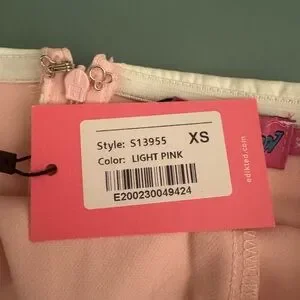 Style: S13955 XS
Color: LIGHT PINK
E200230049424
edikted.com